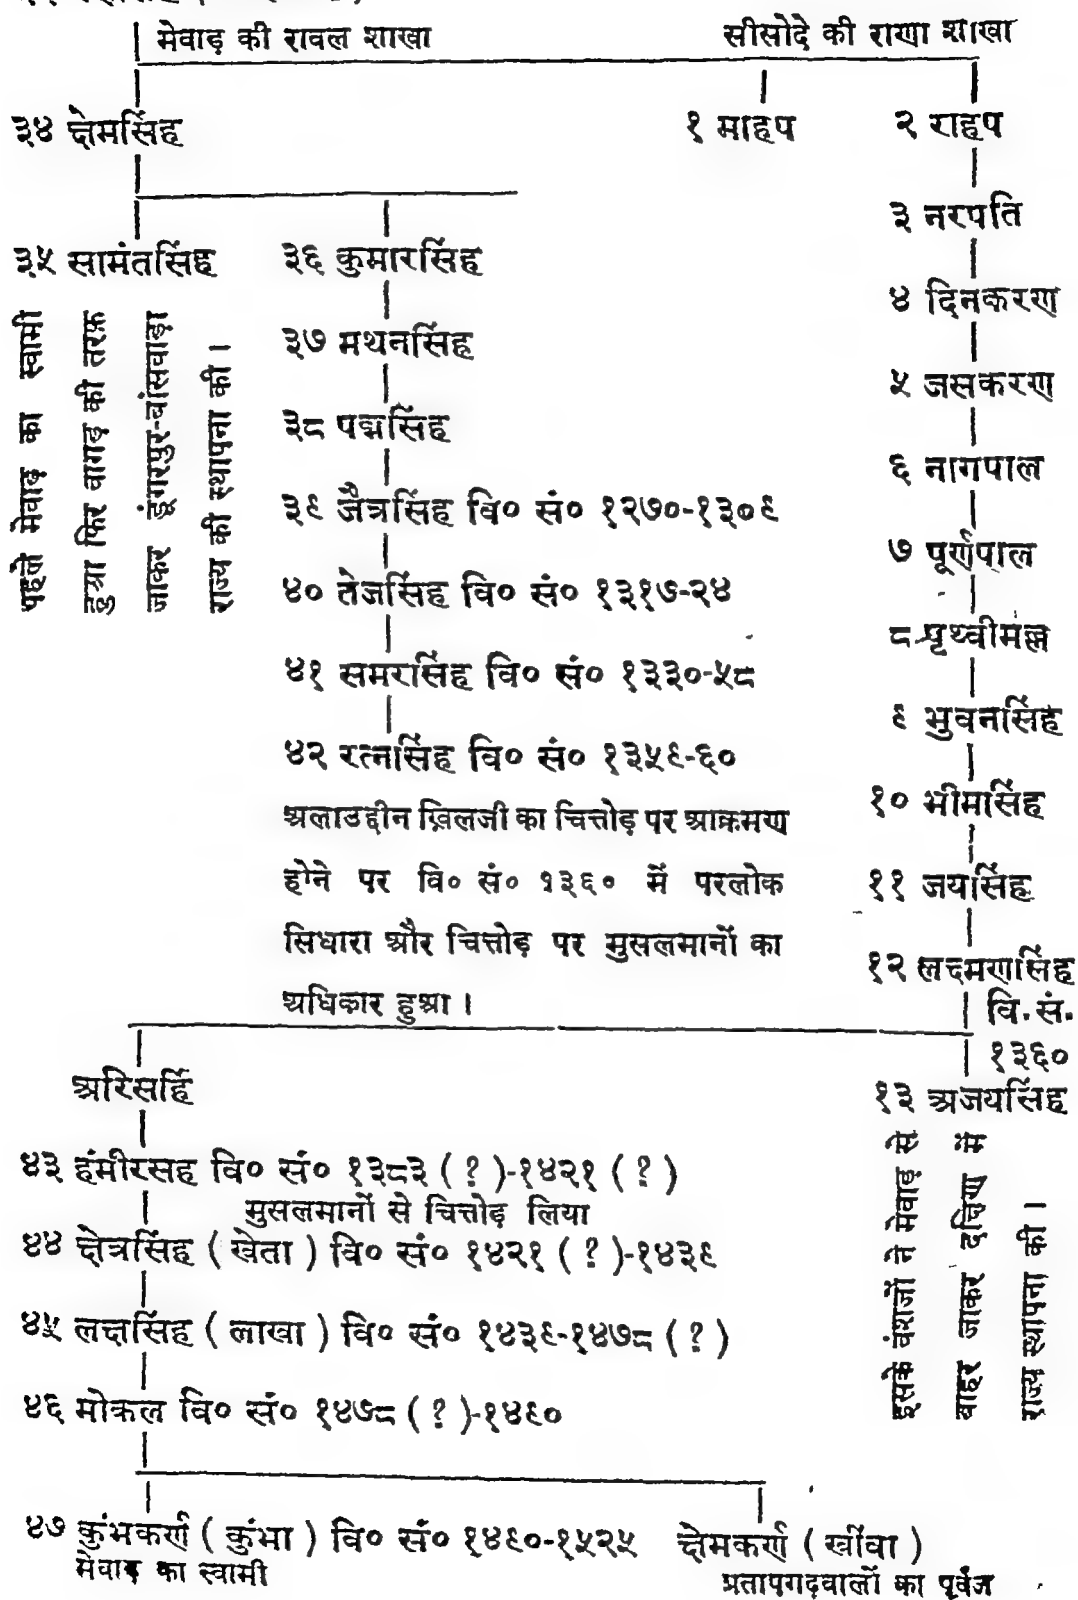 मेवाड़ की रावल शाखा
सीसोदे की राणा शाखा
३४ क्षेमसिंह
१ माहप
२ राहप
३ नरपति
३५ सामंतसिंह
३६ कुमारसिंह
पहले मेवाड़ का स्वामी
हुआ फिर वागड़ की तरफ़
जाकर डूंगरपुर-बांसवाड़ा
राज्य की स्थापना की ।
४ दिनकरण
३७ मथनसिंह
५ जसकरण
३८ पद्मसिंह
६ नागपाल
३९ जैत्रसिंह वि० सं० १२७०-१३०९
७ पूर्णपाल
४० तेजसिंह वि० सं० १३१७-२४
८ पृथ्वीमल्ल
४१ समरसिंह वि० सं० १३३०-५८
९ भुवनसिंह
४२ रत्नसिंह वि० सं० १३५९-६०
अलाउद्दीन ख़िलजी का चित्तोड़ पर आक्रमण
होने पर वि० सं० १३६० में परलोक
सिधारा और चित्तोड़ पर मुसलमानों का
अधिकार हुआ ।
१० भीमसिंह
११ जयसिंह
१२ लक्ष्मणसिंह
वि. सं.
१३६०
अरिसर्हि
१३ अजयसिंह
इसके वंशजों ने मेवाड़ से
बाहर जाकर दक्षिण में
राज्य स्थापना की ।
४३ हंमीरसह वि० सं० १३८३ ( ? )-१४२१ ( ? )
मुसलमानों से चित्तोड़ लिया
४४ क्षेत्रसिंह ( खेता ) वि० सं० १४२१ ( ? )-१४३९
४५ लक्षसिंह ( लाखा ) वि० सं० १४३९-१४७८ ( ? )
४६ मोकल वि० सं० १४७८ ( ? )-१४९०
४७ कुंभकर्ण ( कुंभा ) वि० सं० १४९०-१५२५
मेवाड़ का स्वामी
क्षेमकर्ण ( खींवा )
प्रतापगढ़वालों का पूर्वज